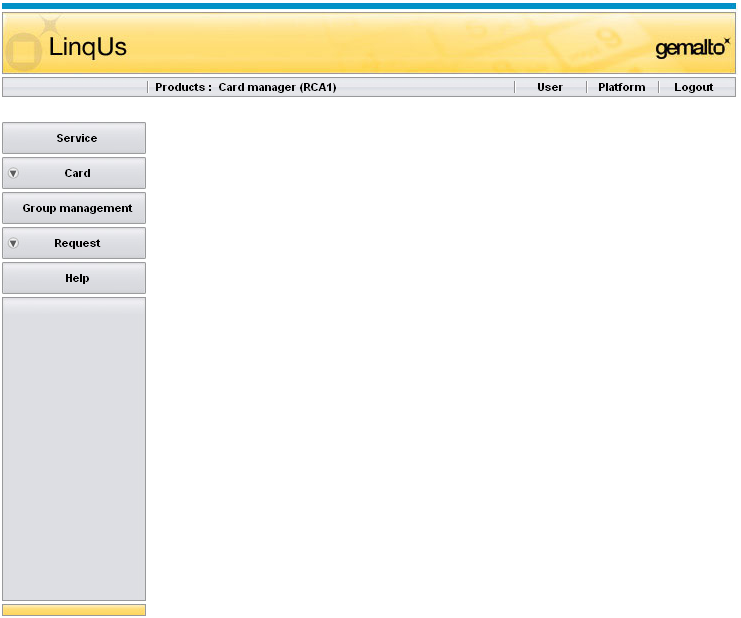 LinqUs
gemalto
Products : Card manager (RCA1) User Platform Logout
Service
Card
Group management
Request
Help